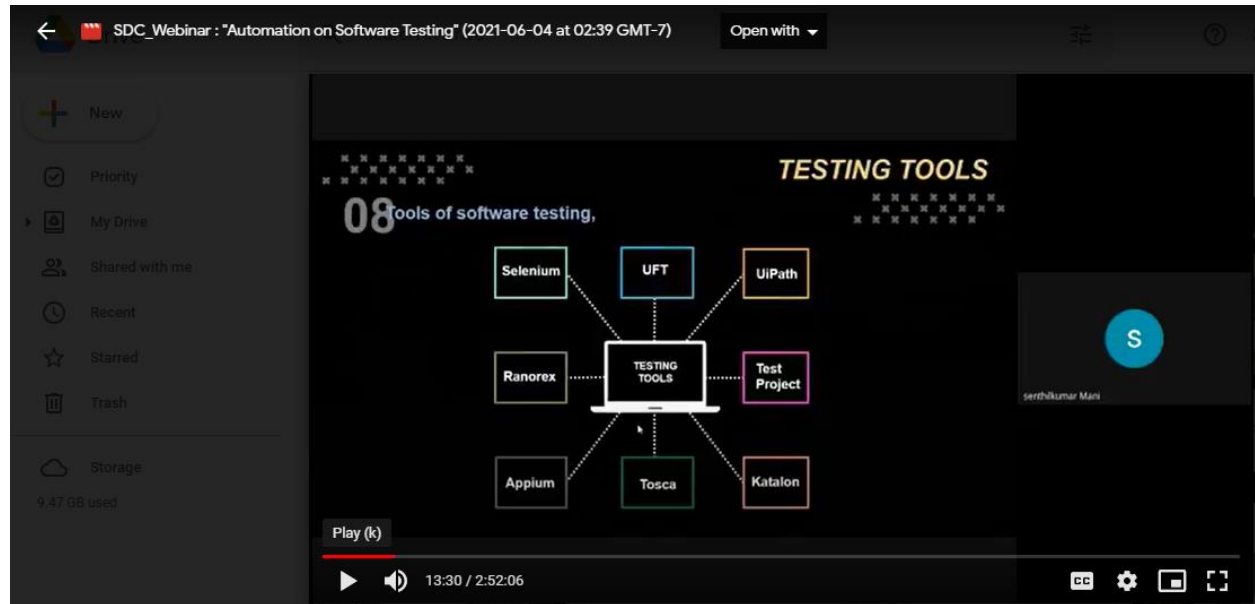 SDC_Webinar : "Automation on Software Testing" (2021-06-04 at 02:39 GMT-7)
Open with
New
Priority
My Drive
Shared with me
Recent
Starred
Trash
Storage
9.47 GB used
TESTING TOOLS
08
Tools of software testing,
Selenium
UFT
UiPath
Ranorex
TESTING
TOOLS
Test
Project
Appium
Tosca
Katalon
S
senthilkumar Mani
Play (k)
13:30 / 2:52:06
CC